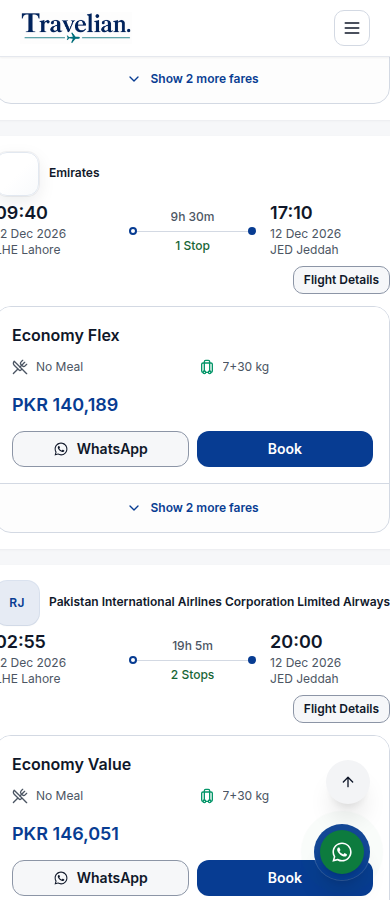 Travelian.
Show 2 more fares
Emirates
09:40
9h 30m
17:10
12 Dec 2026
1 Stop
12 Dec 2026
LHE Lahore
JED Jeddah
Flight Details
Economy Flex
No Meal
7+30 kg
PKR 140,189
WhatsApp
Book
Show 2 more fares
RJ
Pakistan International Airlines Corporation Limited Airways
02:55
19h 5m
20:00
12 Dec 2026
2 Stops
12 Dec 2026
LHE Lahore
JED Jeddah
Flight Details
Economy Value
No Meal
7+30 kg
PKR 146,051
WhatsApp
Book